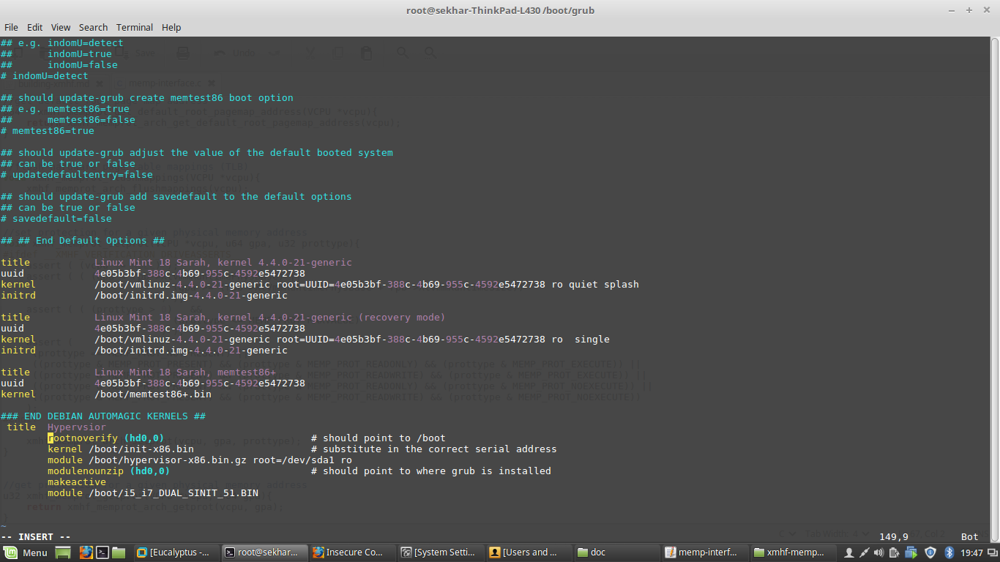 root@sekhar-ThinkPad-L430 /boot/grub
File Edit View Search Terminal Help
## e.g. indomU=detect
##      indomU=true
##      indomU=false
# indomU=detect
## should update-grub create memtest86 boot option
## e.g. memtest86=true
##      memtest86=false
# memtest86=true
## should update-grub adjust the value of the default booted system
## can be true or false
# updatedefaultentry=false
## should update-grub add savedefault to the default options
## can be true or false
# savedefault=false
## ## End Default Options ##
title           Linux Mint 18 Sarah, kernel 4.4.0-21-generic
uuid            4e05b3bf-388c-4b69-955c-4592e5472738
kernel          /boot/vmlinuz-4.4.0-21-generic root=UUID=4e05b3bf-388c-4b69-955c-4592e5472738 ro quiet splash
initrd          /boot/initrd.img-4.4.0-21-generic
title           Linux Mint 18 Sarah, kernel 4.4.0-21-generic (recovery mode)
uuid            4e05b3bf-388c-4b69-955c-4592e5472738
kernel          /boot/vmlinuz-4.4.0-21-generic root=UUID=4e05b3bf-388c-4b69-955c-4592e5472738 ro  single
initrd          /boot/initrd.img-4.4.0-21-generic
title           Linux Mint 18 Sarah, memtest86+
uuid            4e05b3bf-388c-4b69-955c-4592e5472738
kernel          /boot/memtest86+.bin
### END DEBIAN AUTOMAGIC KERNELS ##
 title  Hypervsior
        rootnoverify (hd0,0)                         # should point to /boot
        kernel /boot/init-x86.bin                    # substitute in the correct serial address
        module /boot/hypervisor-x86.bin.gz root=/dev/sda1 ro
        modulenounzip (hd0,0)                        # should point to where grub is installed
        makeactive
        module /boot/i5_i7_DUAL_SINIT_51.BIN
~
-- INSERT -- 149,9 Bot
Menu [Eucalyptus -... root@sekhar... Insecure Co... [System Setti... [Users and ... doc memp-interf... xmhf-memp... 19:47